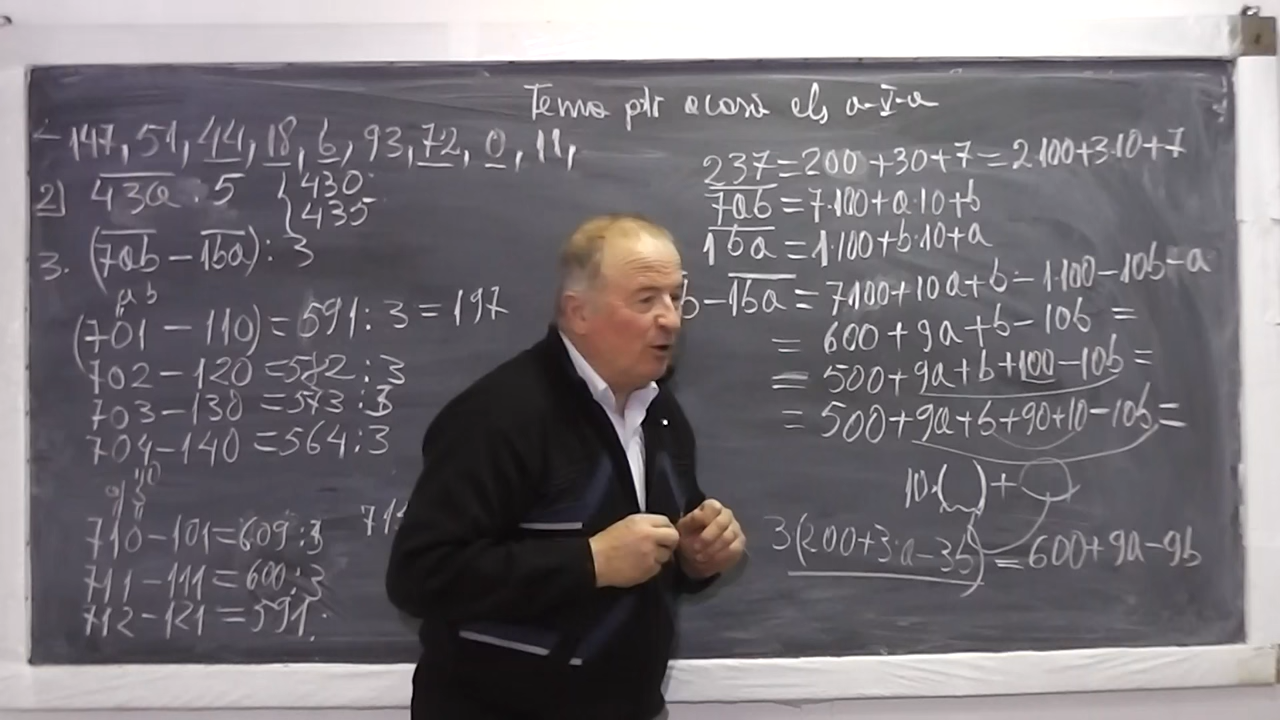 Tema ptr acasă cls a-V-a
147, 51, 44, 18, 6, 93, 72, 0, 11,
2) 43a : 5 { 430 435
3. (7ab - 1ba) : 3
a b
(701 - 110) = 591 : 3 = 197
702 - 120 = 582 : 3
703 - 130 = 573 : 3
704 - 140 = 564 : 3
710 - 101 = 609 : 3
711 - 111 = 600 : 3
712 - 121 = 591 :
237 = 200 + 30 + 7 = 2·100 + 3·10 + 7
7ab = 7·100 + a·10 + b
1ba = 1·100 + b·10 + a
b - 1ba = 7·100 + 10a + b - 1·100 - 10b - a
= 600 + 9a + b - 10b =
= 500 + 9a + b + 100 - 10b =
= 500 + 9a + b + 90 + 10 - 10b =
10·( ) +
3(200 + 3·a - 3b) = 600 + 9a - 9b